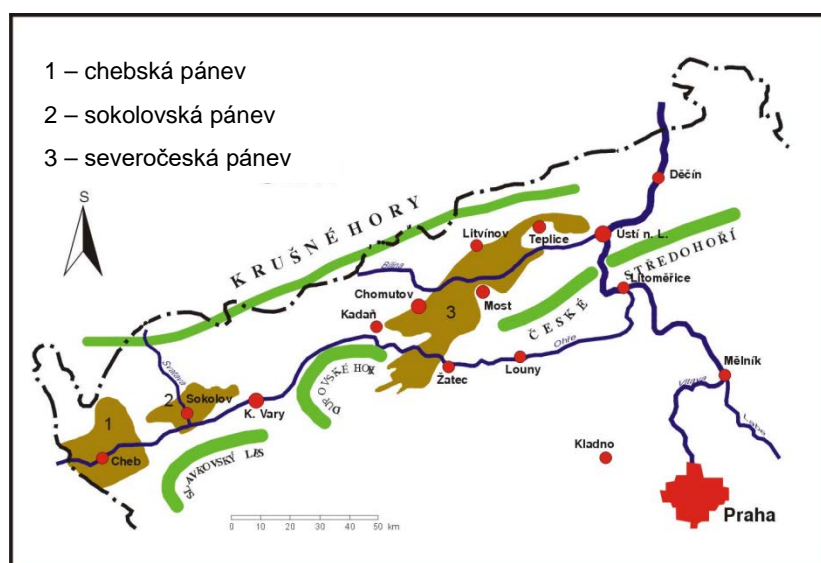 1 – chebská pánev
2 – sokolovská pánev
3 – severočeská pánev
S
KRUŠNÉ HORY
Děčín
Litvínov
Teplice
Ústí n. L.
STŘEDOHOŘÍ
Bílina
Litoměřice
Chomutov
Most
3
ČESKÉ
Kadaň
Ohře
Svatava
Louny
Žatec
Mělník
DUPOVSKÉ HOR
Vltava
2
Sokolov
K. Vary
Labe
1
Cheb
SLAVKOVSKÝ LES
Kladno
0 10 20 30 40 50 km
Praha